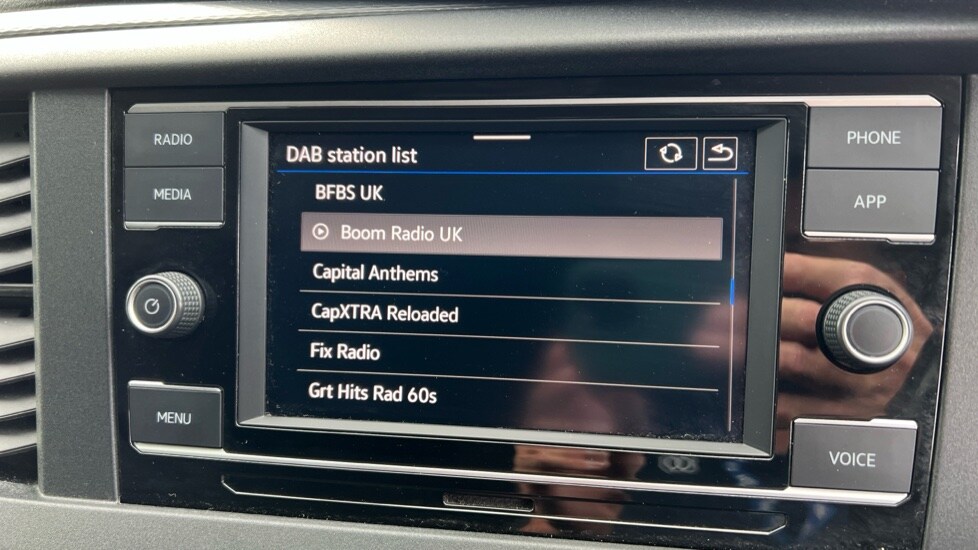 RADIO
MEDIA
MENU
DAB station list
BFBS UK
Boom Radio UK
Capital Anthems
CapXTRA Reloaded
Fix Radio
Grt Hits Rad 60s
PHONE
APP
VOICE